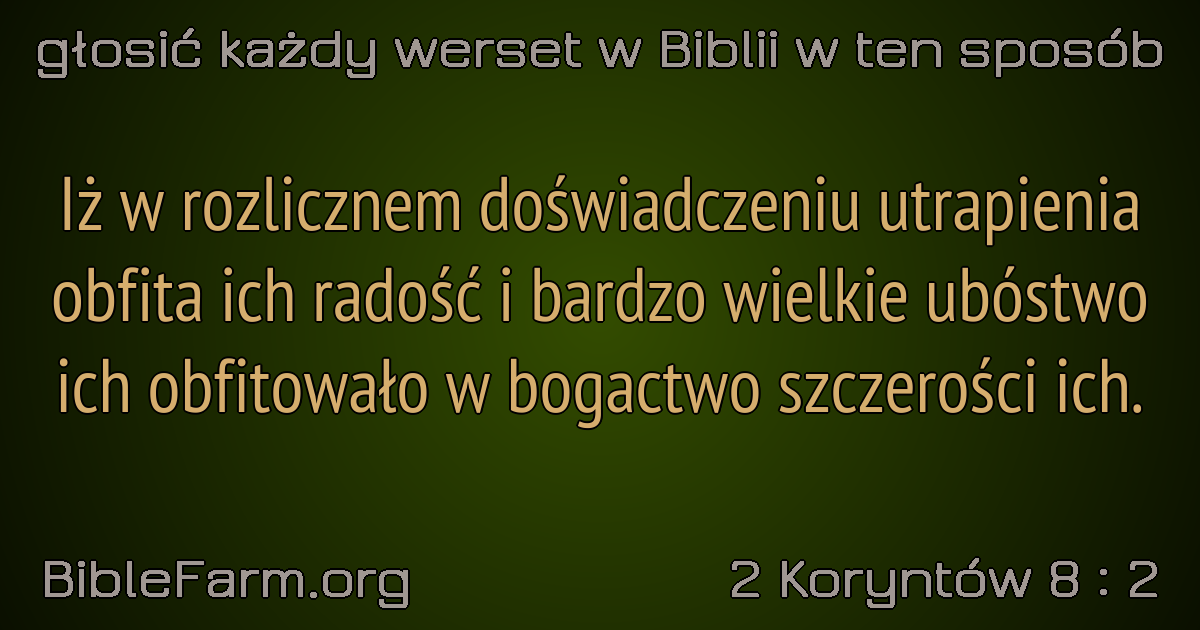 głosić każdy werset w Biblii w ten sposób
Iż w rozlicznem doświadczeniu utrapienia
obfita ich radość i bardzo wielkie ubóstwo
ich obfitowało w bogactwo szczerości ich.
BibleFarm.org
2 Koryntów 8 : 2